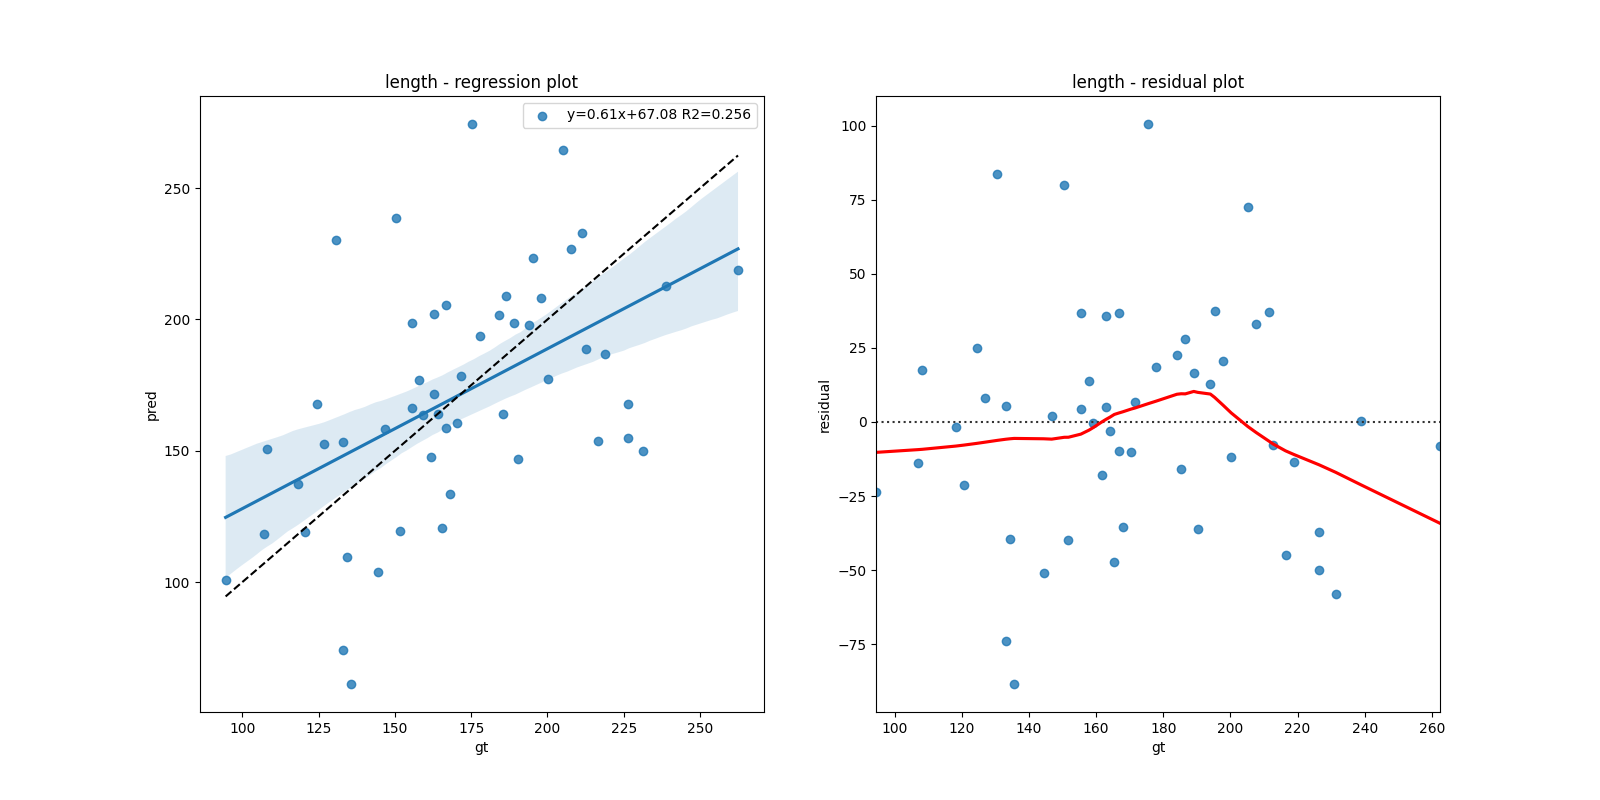 length - regression plot
y=0.61x+67.08 R2=0.256
250
200
150
100
pred
100 125 150 175 200 225 250
gt
length - residual plot
100
75
50
25
0
−25
−50
−75
residual
100 120 140 160 180 200 220 240 260
gt